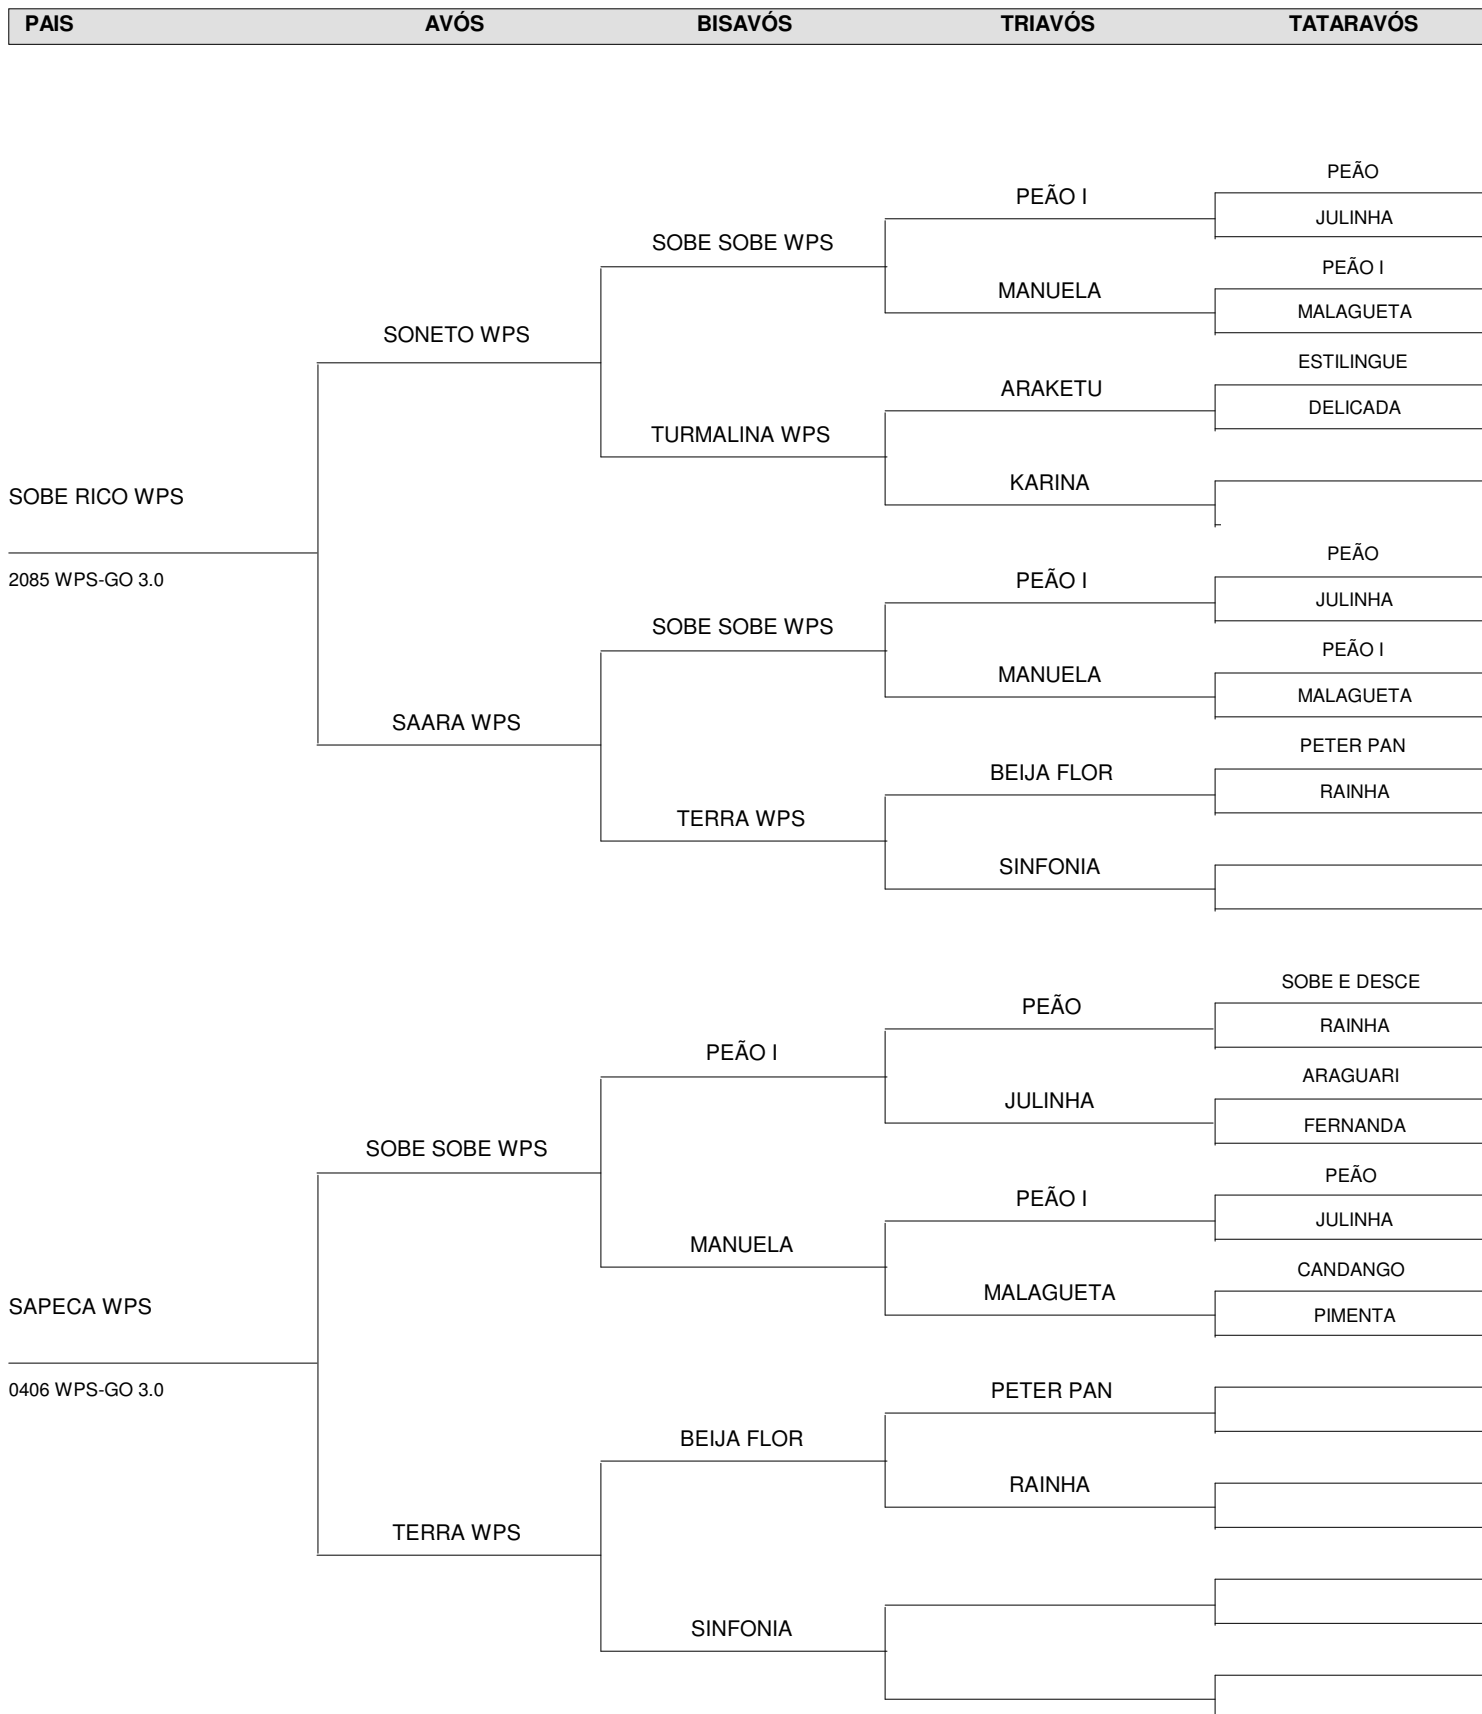 PAIS AVÓS BISAVÓS TRIAVÓS TATARAVÓS
PEÃO
PEÃO I
JULINHA
SOBE SOBE WPS
PEÃO I
MANUELA
MALAGUETA
SONETO WPS
ESTILINGUE
ARAKETU
DELICADA
TURMALINA WPS
KARINA
SOBE RICO WPS
PEÃO
2085 WPS-GO 3.0
PEÃO I
JULINHA
SOBE SOBE WPS
PEÃO I
MANUELA
MALAGUETA
SAARA WPS
PETER PAN
BEIJA FLOR
RAINHA
TERRA WPS
SINFONIA
SOBE E DESCE
PEÃO
RAINHA
PEÃO I
ARAGUARI
JULINHA
FERNANDA
SOBE SOBE WPS
PEÃO
PEÃO I
JULINHA
MANUELA
CANDANGO
MALAGUETA
SAPECA WPS
PIMENTA
0406 WPS-GO 3.0
PETER PAN
BEIJA FLOR
RAINHA
TERRA WPS
SINFONIA